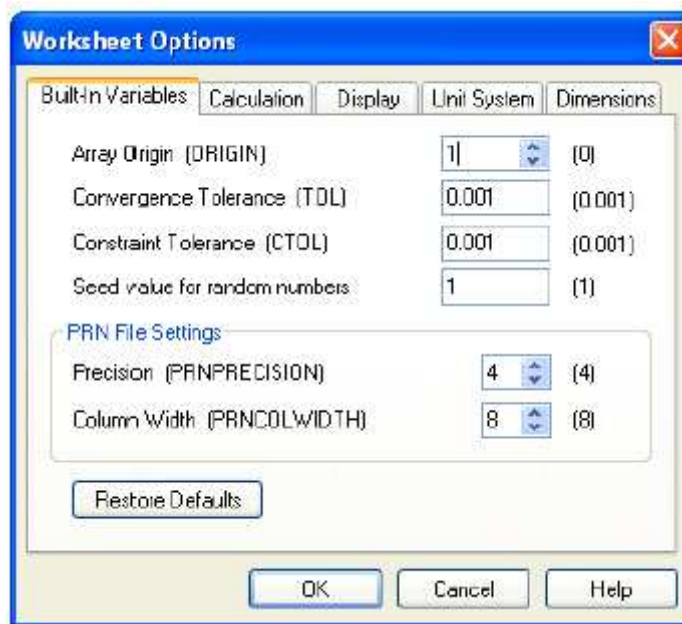 Worksheet Options
Built-In Variables Calculation Display Unit System Dimensions
Array Origin (ORIGIN) 1 (0)
Convergence Tolerance (TOL) 0.001 (0.001)
Constraint Tolerance (CTOL) 0.001 (0.001)
Seed value for random numbers 1 (1)
PRN File Settings
Precision (PRNPRECISION) 4 (4)
Column Width (PRNCOLWIDTH) 8 (8)
Restore Defaults
OK Cancel Help